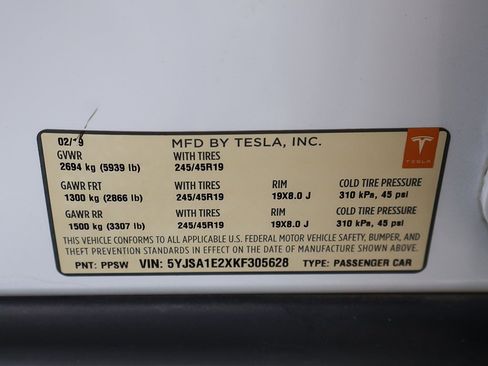 02/19 MFD BY TESLA, INC.
TESLA
GVWR WITH TIRES
2694 kg (5939 lb) 245/45R19
GAWR FRT WITH TIRES RIM COLD TIRE PRESSURE
1300 kg (2866 lb) 245/45R19 19X8.0 J 310 kPa, 45 psi
GAWR RR WITH TIRES RIM COLD TIRE PRESSURE
1500 kg (3307 lb) 245/45R19 19X8.0 J 310 kPa, 45 psi
THIS VEHICLE CONFORMS TO ALL APPLICABLE U.S. FEDERAL MOTOR VEHICLE SAFETY, BUMPER, AND
THEFT PREVENTION STANDARDS IN EFFECT ON THE DATE OF MANUFACTURE SHOWN ABOVE.
PNT: PPSW VIN: 5YJSA1E2XKF305628 TYPE: PASSENGER CAR